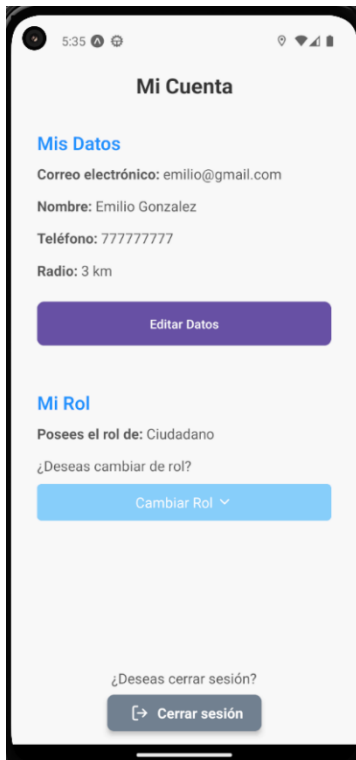 5:35
Mi Cuenta
Mis Datos
Correo electrónico: emilio@gmail.com
Nombre: Emilio Gonzalez
Teléfono: 777777777
Radio: 3 km
Editar Datos
Mi Rol
Posees el rol de: Ciudadano
¿Deseas cambiar de rol?
Cambiar Rol
¿Deseas cerrar sesión?
Cerrar sesión